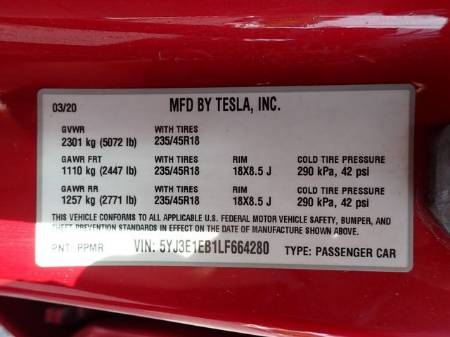 03/20 MFD BY TESLA, INC.
GVWR WITH TIRES
2301 kg (5072 lb) 235/45R18
GAWR FRT WITH TIRES RIM COLD TIRE PRESSURE
1110 kg (2447 lb) 235/45R18 18X8.5 J 290 kPa, 42 psi
GAWR RR WITH TIRES RIM COLD TIRE PRESSURE
1257 kg (2771 lb) 235/45R18 18X8.5 J 290 kPa, 42 psi
THIS VEHICLE CONFORMS TO ALL APPLICABLE U.S. FEDERAL MOTOR VEHICLE SAFETY, BUMPER, AND
THEFT PREVENTION STANDARDS IN EFFECT ON THE DATE OF MANUFACTURE SHOWN ABOVE.
PNT: PPMR VIN: 5YJ3E1EB1LF664280 TYPE: PASSENGER CAR